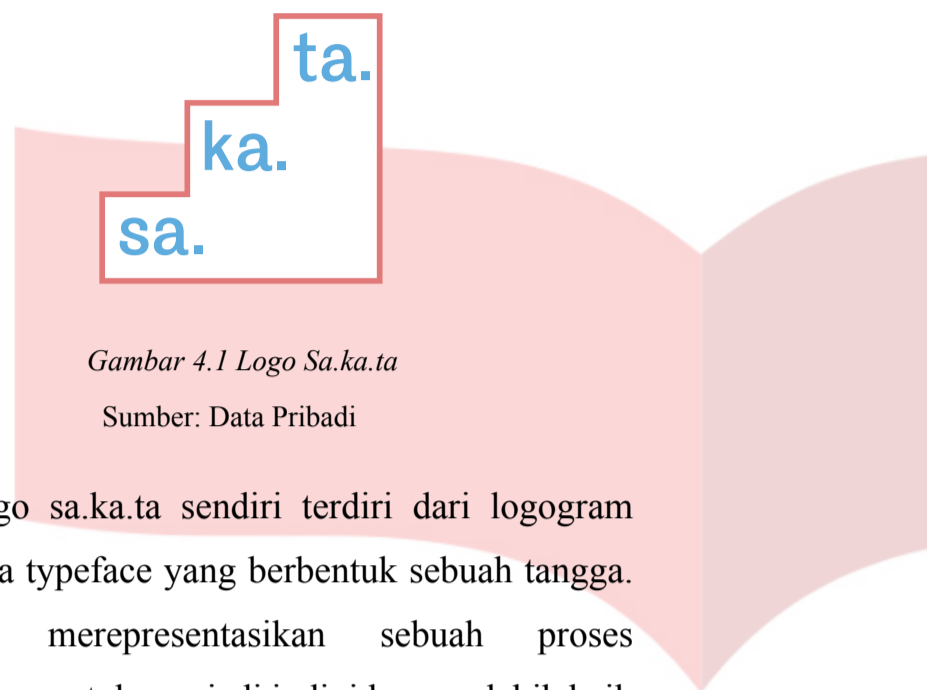 ta.
ka.
sa.
Gambar 4.1 Logo Sa.ka.ta
Sumber: Data Pribadi
go sa.ka.ta sendiri terdiri dari logogram
a typeface yang berbentuk sebuah tangga.
merepresentasikan sebuah proses